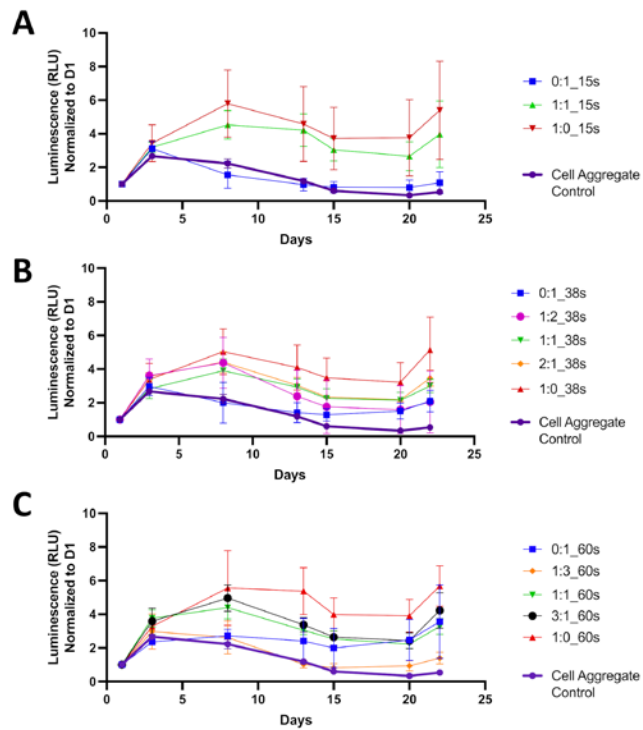 A
Luminescence (RLU)
Normalized to D1
10
8
6
4
2
0
0
5
10
15
20
25
Days
0:1_15s
1:1_15s
1:0_15s
Cell Aggregate
Control
B
Luminescence (RLU)
Normalized to D1
10
8
6
4
2
0
0
5
10
15
20
25
Days
0:1_38s
1:2_38s
1:1_38s
2:1_38s
1:0_38s
Cell Aggregate
Control
C
Luminescence (RLU)
Normalized to D1
10
8
6
4
2
0
0
5
10
15
20
25
Days
0:1_60s
1:3_60s
1:1_60s
3:1_60s
1:0_60s
Cell Aggregate
Control